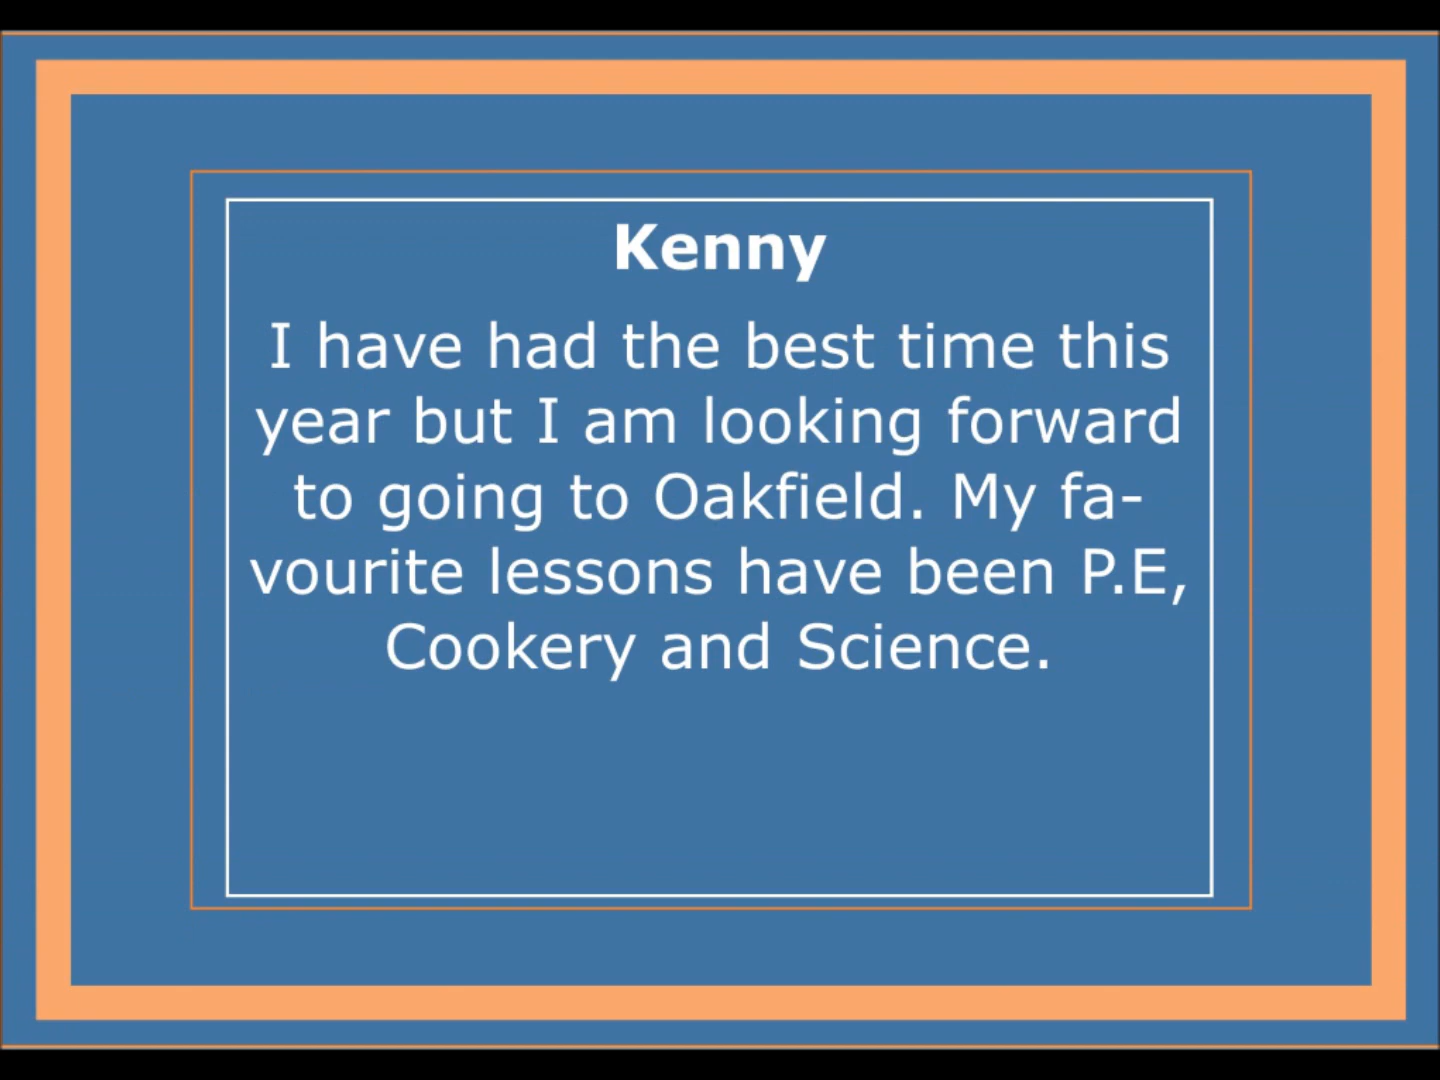 Kenny
I have had the best time this
year but I am looking forward
to going to Oakfield. My fa-
vourite lessons have been P.E,
Cookery and Science.